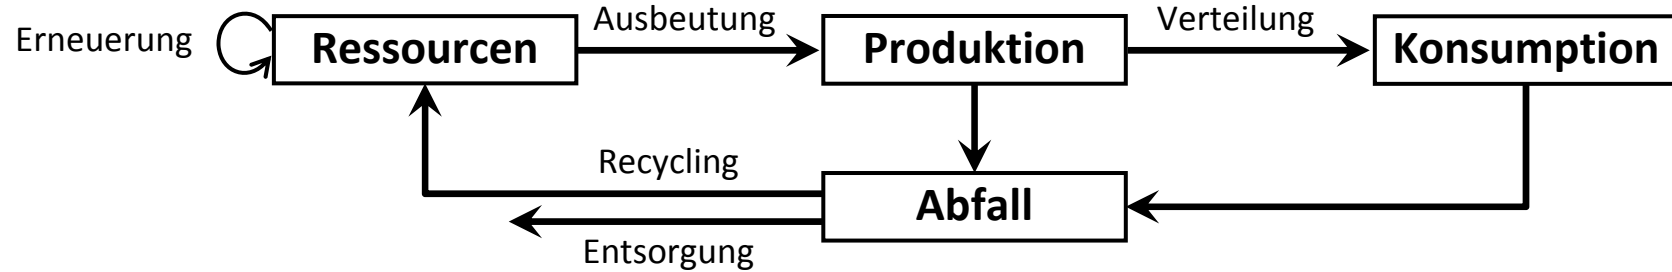 Ausbeutung
Verteilung
Erneuerung
Ressourcen
Produktion
Konsumption
Recycling
Abfall
Entsorgung